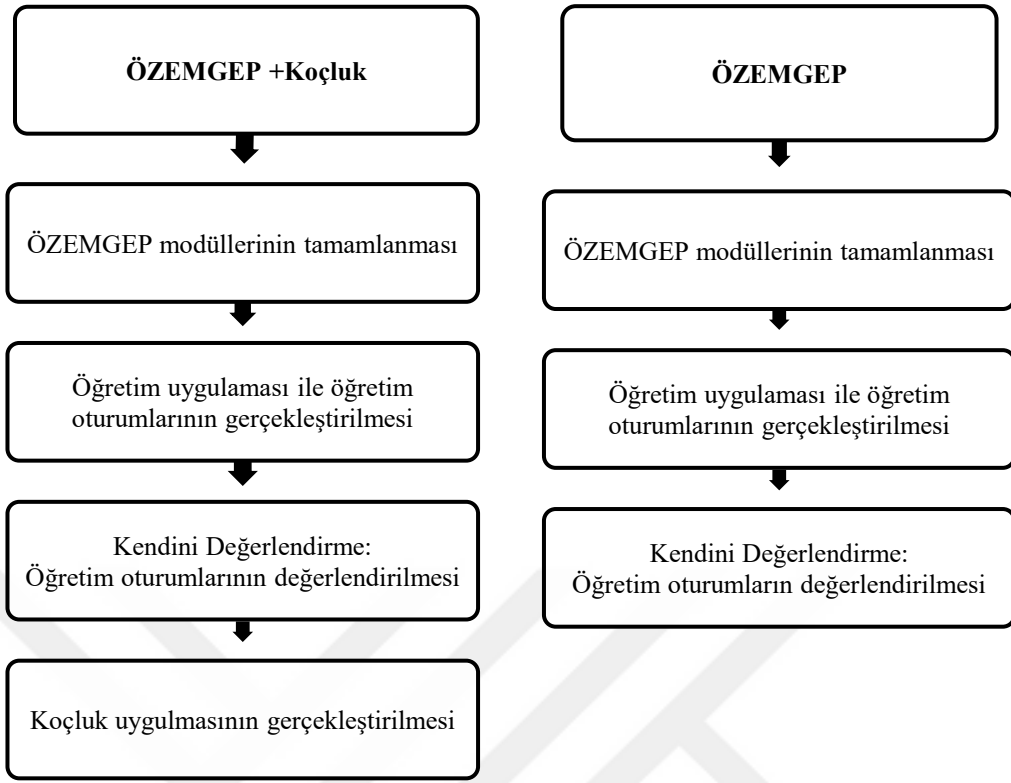 ÖZEMGEP +Koçluk
ÖZEMGEP modüllerinin tamamlanması
Öğretim uygulaması ile öğretim
oturumlarının gerçekleştirilmesi
Kendini Değerlendirme:
Öğretim oturumlarının değerlendirilmesi
Koçluk uygulmasının gerçekleştirilmesi
ÖZEMGEP
ÖZEMGEP modüllerinin tamamlanması
Öğretim uygulaması ile öğretim
oturumlarının gerçekleştirilmesi
Kendini Değerlendirme:
Öğretim oturumların değerlendirilmesi